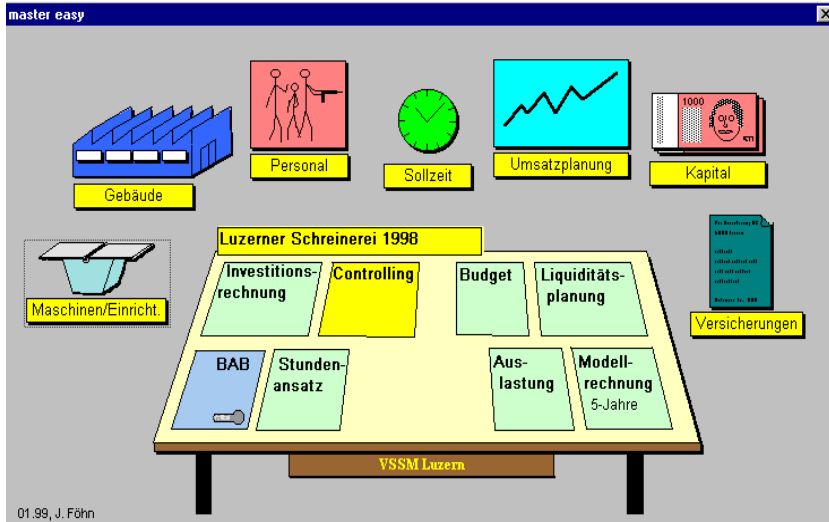 master easy
1000
Personal
Umsatzplanung
Sollzeit
Kapital
Gebäude
Luzerner Schreinerei 1998
Maschinen/Einricht.
Versicherungen
Investitions-
rechnung
Controlling
Budget
Liquiditäts-
planung
BAB
Stunden-
ansatz
Aus-
lastung
Modell-
rechnung
5-Jahre
VSSM Luzern
01.99, J. Föhn